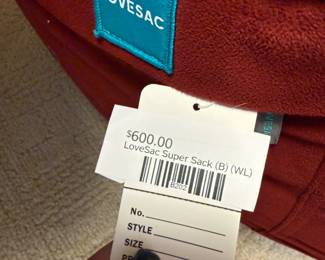 LOVESAC
$600.00
LoveSac Super Sack (B) (WL)
B202
No.
STYLE
SIZE